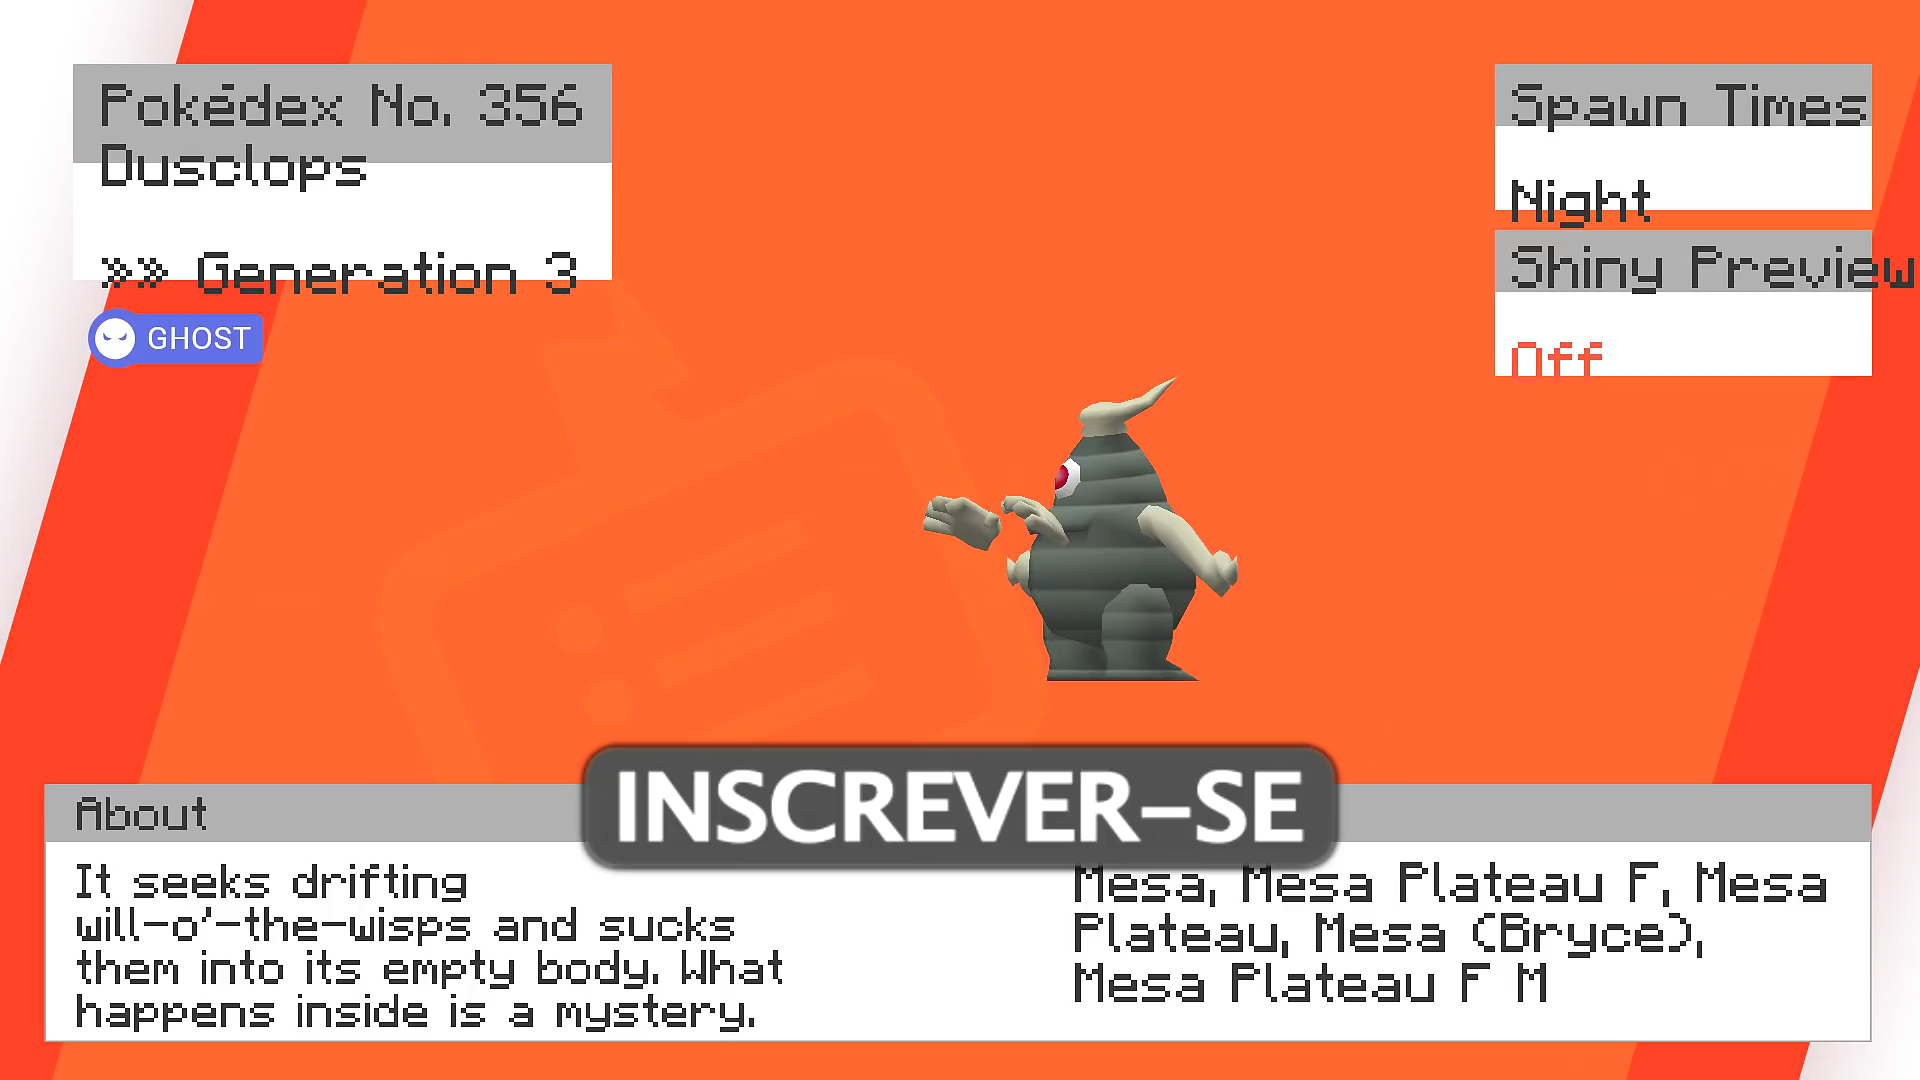 Pokédex No. 356
Dusclops
»» Generation 3
GHOST
Spawn Times
Night
Shiny Preview
Off
INSCREVER-SE
About
It seeks drifting
will-o'-the-wisps and sucks
them into its empty body. What
happens inside is a mystery.
Mesa, Mesa Plateau F, Mesa
Plateau, Mesa (Bryce),
Mesa Plateau F M